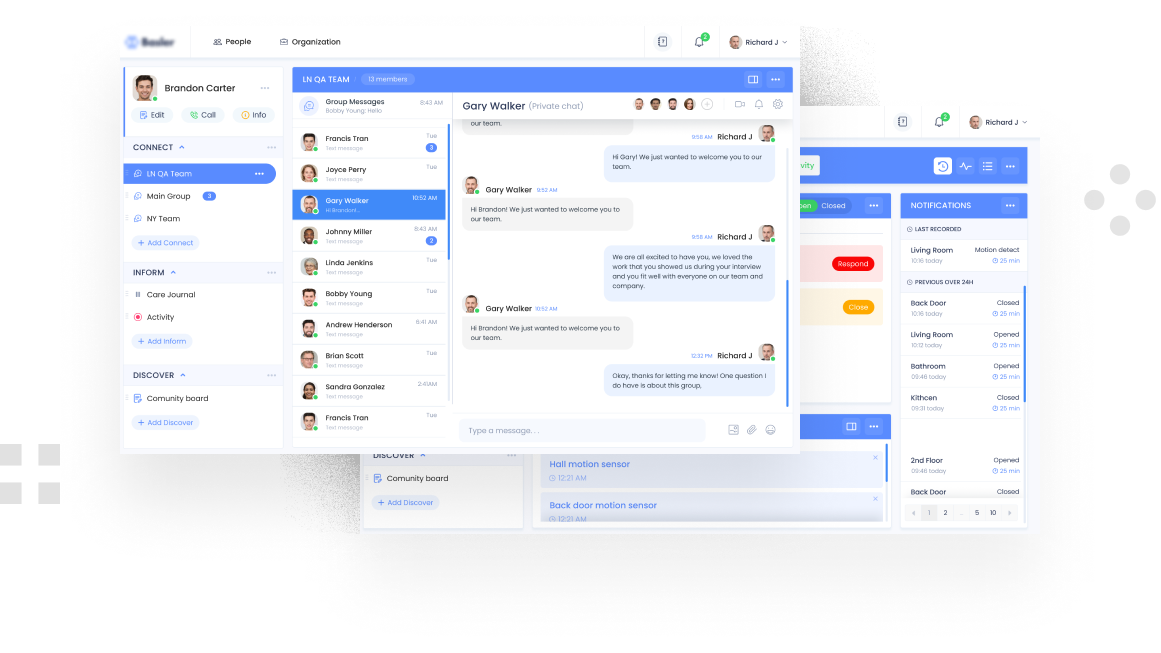 People
Organization
2
Richard J
Brandon Carter
Edit
Call
Info
CONNECT
LN QA Team
Main Group 3
NY Team
+ Add Connect
INFORM
Care Journal
Activity
+ Add Inform
DISCOVER
Comunity board
+ Add Discover
LN QA TEAM
13 members
Group Messages 8:43 AM
Bobby Young: Hello
Francis Tran Tue
Text message 3
Joyce Perry Tue
Text message
Gary Walker 10:52 AM
Hi Brandon!...
Johnny Miller 8:43 AM
Text message 2
Linda Jenkins Tue
Text message
Bobby Young Tue
Text message
Andrew Henderson 6:41 AM
Text message
Brian Scott Tue
Text message
Sandra Gonzalez 2:41AM
Text message
Francis Tran Tue
Text message
Gary Walker (Private chat)
our team.
9:58 AM Richard J
Hi Gary! We just wanted to welcome you to our
team.
Gary Walker 9:52 AM
Hi Brandon! We just wanted to welcome you to
our team.
9:58 AM Richard J
We are all excited to have you, we loved the
work that you showed us during your interview
and you fit well with everyone on our team and
company.
Gary Walker 10:52 AM
Hi Brandon! We just wanted to welcome you to
our team.
12:32 PM Richard J
Okay, thanks for letting me know! One question I
do have is about this group,
Type a message...
2
Richard J
vity
pen
Closed
Respond
Close
NOTIFICATIONS
LAST RECORDED
Living Room Motion detect
10:16 today 25 min
PREVIOUS OVER 24H
Back Door Closed
10:16 today 25 min
Living Room Opened
10:12 today 25 min
Bathroom Opened
09:48 today 25 min
Kithcen Closed
09:31 today 25 min
2nd Floor Opened
09:48 today 25 min
Back Door Closed
1 2 ... 5 10
DISCOVER
Comunity board
+ Add Discover
Hall motion sensor
12:21 AM
Back door motion sensor
12:21 AM